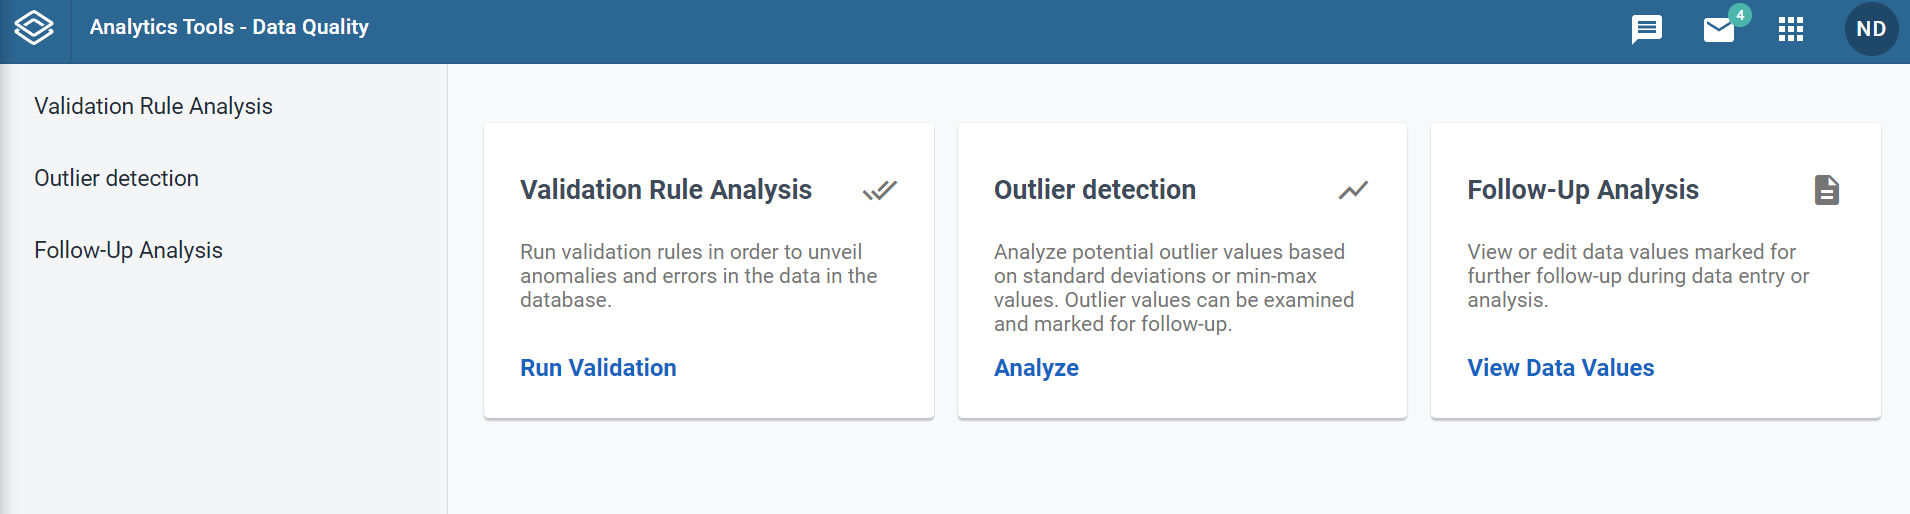 Analytics Tools - Data Quality
4
ND
Validation Rule Analysis
Outlier detection
Follow-Up Analysis
Validation Rule Analysis
Run validation rules in order to unveil
anomalies and errors in the data in the
database.
Run Validation
Outlier detection
Analyze potential outlier values based
on standard deviations or min-max
values. Outlier values can be examined
and marked for follow-up.
Analyze
Follow-Up Analysis
View or edit data values marked for
further follow-up during data entry or
analysis.
View Data Values